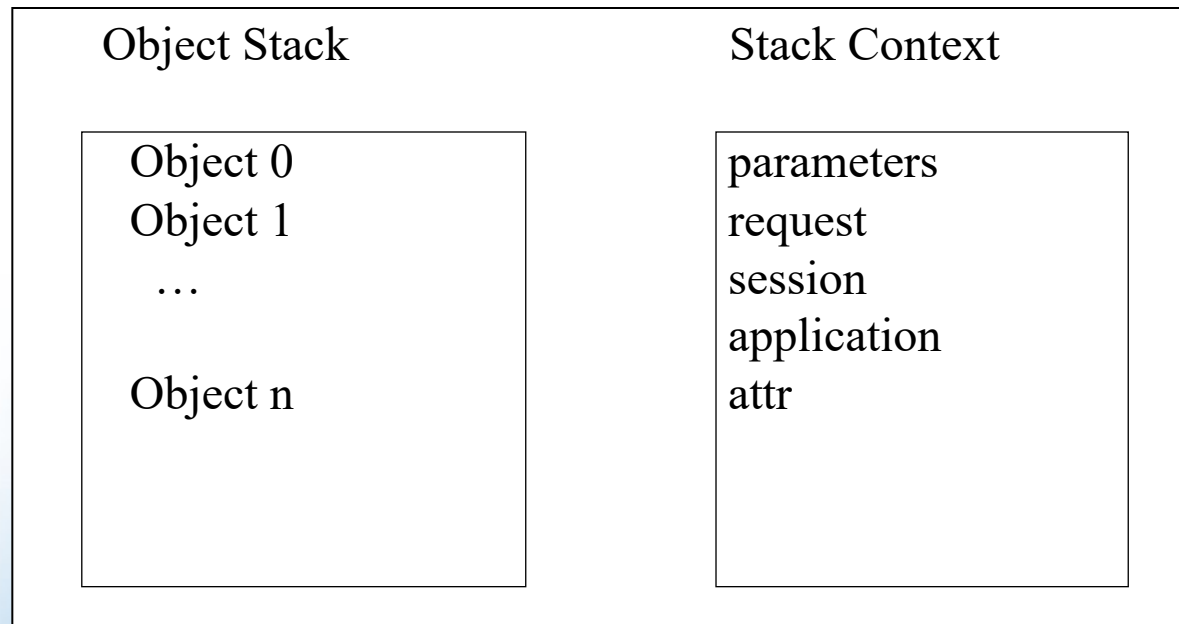 Object Stack
Stack Context
Object 0
Object 1
…
Object n
parameters
request
session
application
attr